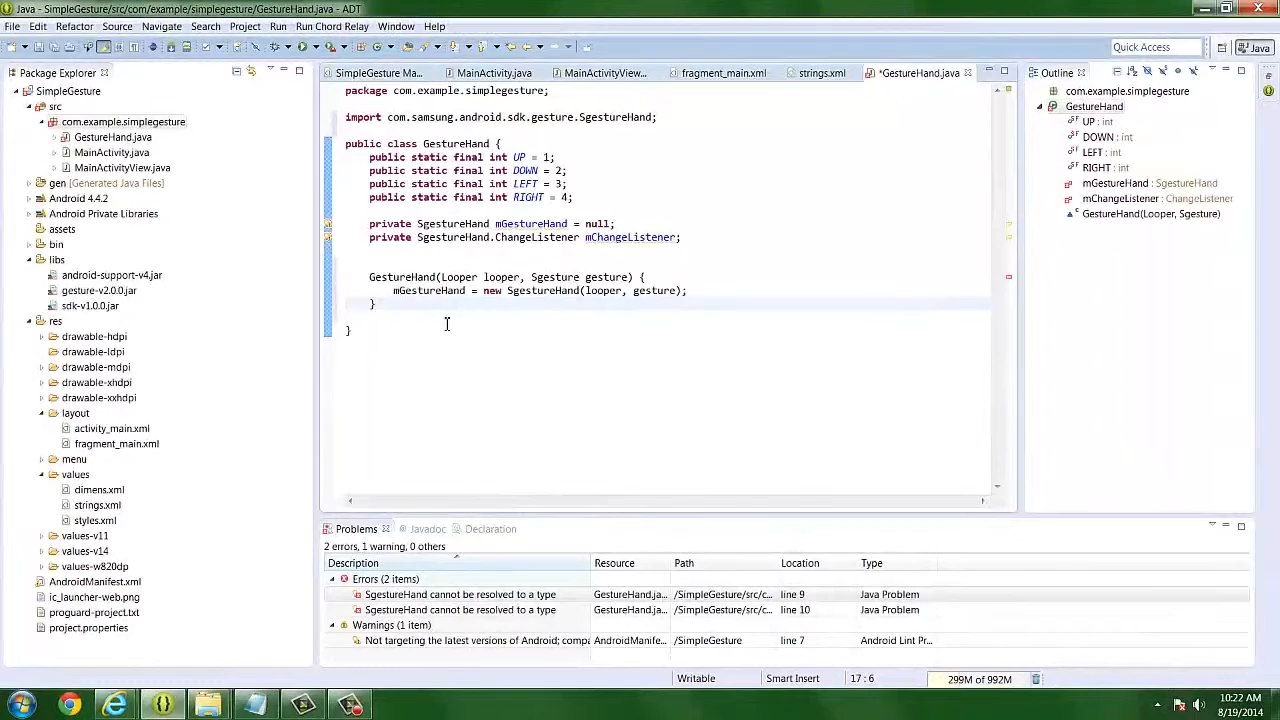 Java - SimpleGesture/src/com/example/simplegesture/GestureHand.java - ADT
File Edit Refactor Source Navigate Search Project Run Run Chord Relay Window Help
Quick Access
Java
Package Explorer
SimpleGesture
src
com.example.simplegesture
GestureHand.java
MainActivity.java
MainActivityView.java
gen [Generated Java Files]
Android 4.4.2
Android Private Libraries
assets
bin
libs
android-support-v4.jar
gesture-v2.0.0.jar
sdk-v1.0.0.jar
res
drawable-hdpi
drawable-ldpi
drawable-mdpi
drawable-xhdpi
drawable-xxhdpi
layout
activity_main.xml
fragment_main.xml
menu
values
dimens.xml
strings.xml
styles.xml
values-v11
values-v14
values-w820dp
AndroidManifest.xml
ic_launcher-web.png
proguard-project.txt
project.properties
SimpleGesture Ma... MainActivity.java MainActivityView... fragment_main.xml strings.xml *GestureHand.java
package com.example.simplegesture;
import com.samsung.android.sdk.gesture.SgestureHand;
public class GestureHand {
public static final int UP = 1;
public static final int DOWN = 2;
public static final int LEFT = 3;
public static final int RIGHT = 4;
private SgestureHand mGestureHand = null;
private SgestureHand.ChangeListener mChangeListener;
GestureHand(Looper looper, Sgesture gesture) {
mGestureHand = new SgestureHand(looper, gesture);
}
}
Outline
com.example.simplegesture
GestureHand
UP : int
DOWN : int
LEFT : int
RIGHT : int
mGestureHand : SgestureHand
mChangeListener : ChangeListener
GestureHand(Looper, Sgesture)
Problems Javadoc Declaration
2 errors, 1 warning, 0 others
Description Resource Path Location Type
Errors (2 items)
SgestureHand cannot be resolved to a type GestureHand.ja... /SimpleGesture/src/c... line 9 Java Problem
SgestureHand cannot be resolved to a type GestureHand.ja... /SimpleGesture/src/c... line 10 Java Problem
Warnings (1 item)
Not targeting the latest versions of Android; compa AndroidManife... /SimpleGesture line 7 Android Lint Pr...
Writable Smart Insert 17 : 6 299M of 992M
10:22 AM
8/19/2014